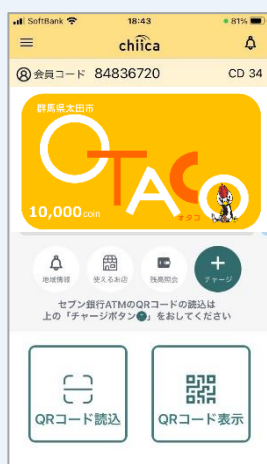 SoftBank 18:43 81%
chiica
会員コード 84836720 CD 34
群馬県太田市
OTACO
10,000coin
オタコ
地域情報 使えるお店 残高照会 チャージ
セブン銀行ATMのQRコードの読込は
上の「チャージボタン」をおしてください
QRコード読込 QRコード表示